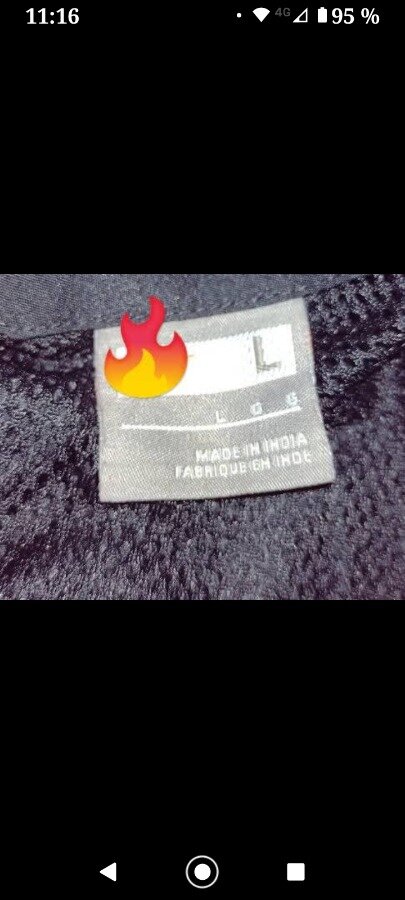 11:16
4G
95 %
L
L G G
MADE IN INDIA
FABRIQUE EN INDE